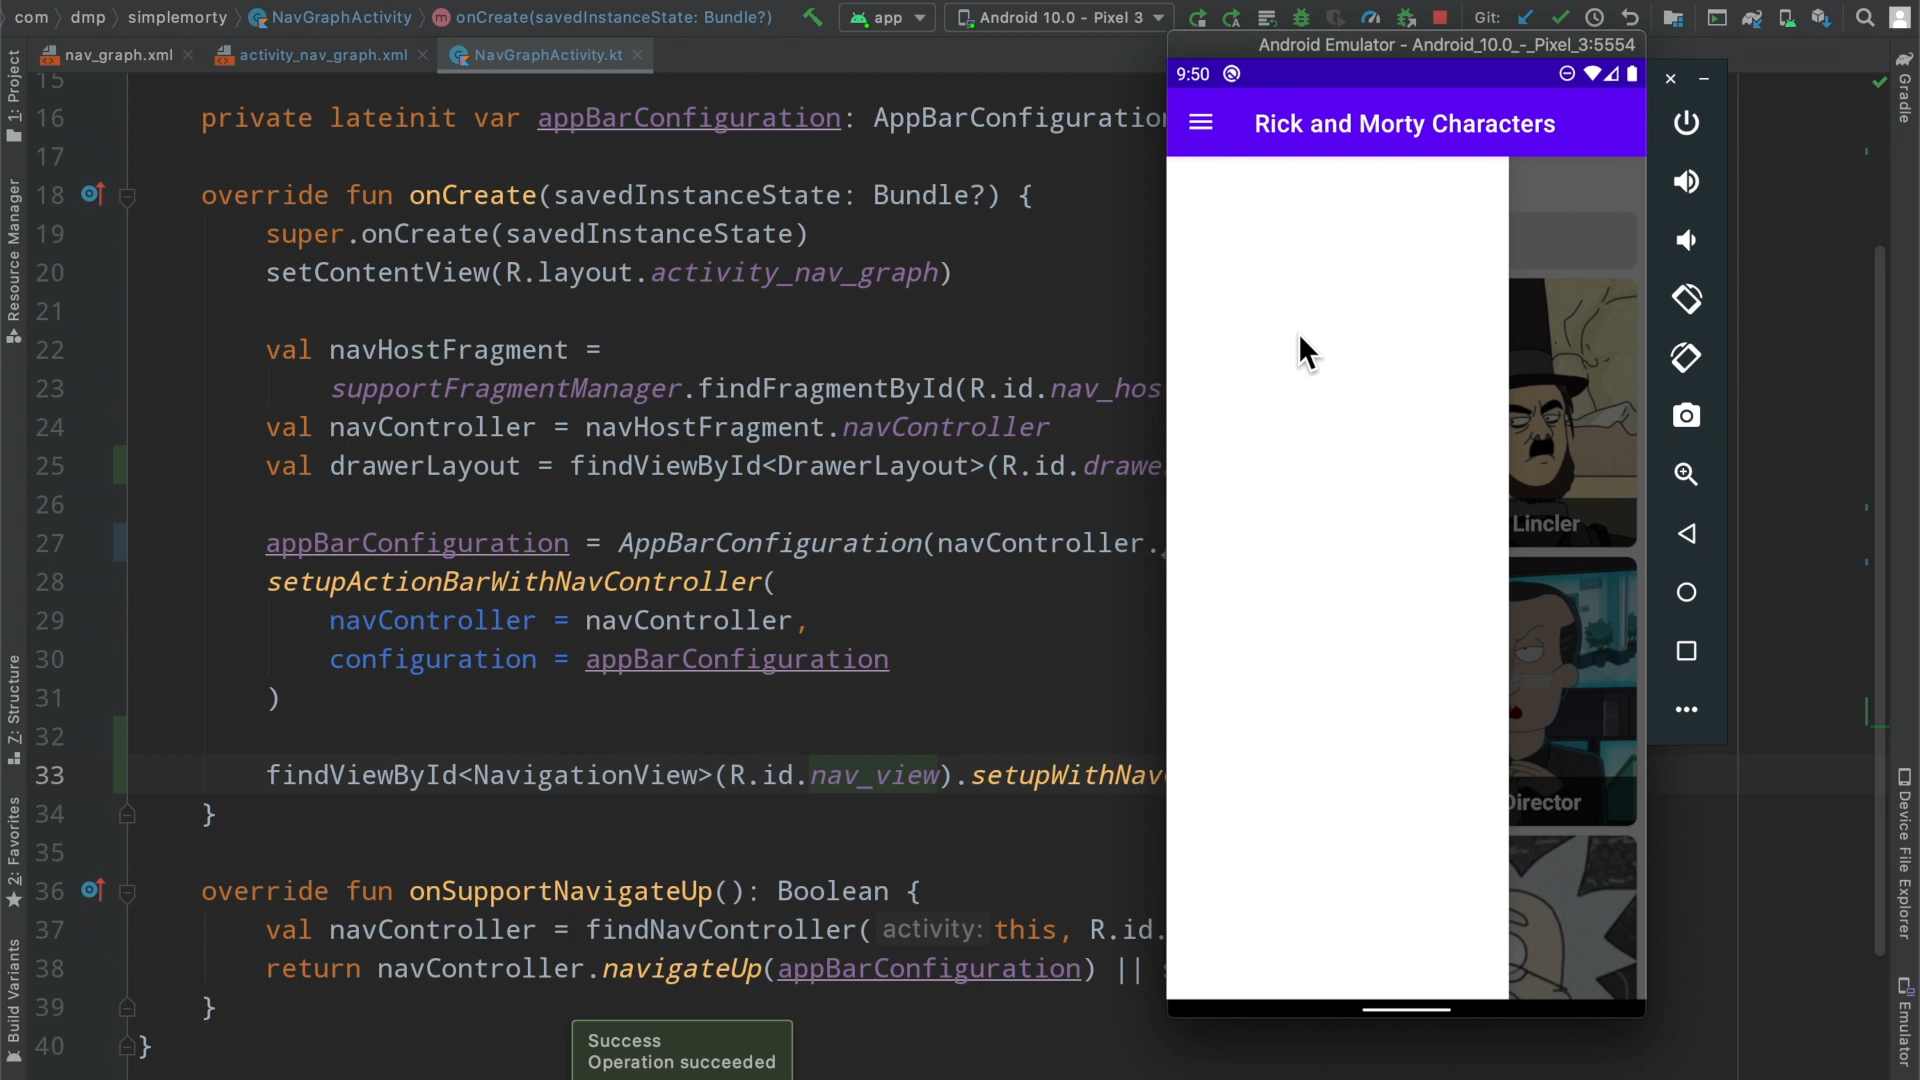 com dmp simplemorty NavGraphActivity onCreate(savedInstanceState: Bundle?) app Android 10.0 - Pixel 3 Git:
nav_graph.xml activity_nav_graph.xml NavGraphActivity.kt
Android Emulator - Android_10.0_-_Pixel_3:5554
9:50
Rick and Morty Characters
Lincler
Director
1: Project
Resource Manager
Z: Structure
2: Favorites
Build Variants
Gradle
Device File Explorer
Emulator
15
16 private lateinit var appBarConfiguration: AppBarConfiguration
17
18 override fun onCreate(savedInstanceState: Bundle?) {
19 super.onCreate(savedInstanceState)
20 setContentView(R.layout.activity_nav_graph)
21
22 val navHostFragment =
23 supportFragmentManager.findFragmentById(R.id.nav_hos
24 val navController = navHostFragment.navController
25 val drawerLayout = findViewById<DrawerLayout>(R.id.drawe
26
27 appBarConfiguration = AppBarConfiguration(navController.
28 setupActionBarWithNavController(
29 navController = navController,
30 configuration = appBarConfiguration
31 )
32
33 findViewById<NavigationView>(R.id.nav_view).setupWithNav
34 }
35
36 override fun onSupportNavigateUp(): Boolean {
37 val navController = findNavController( activity: this, R.id.
38 return navController.navigateUp(appBarConfiguration) ||
39 }
40 }
Success
Operation succeeded